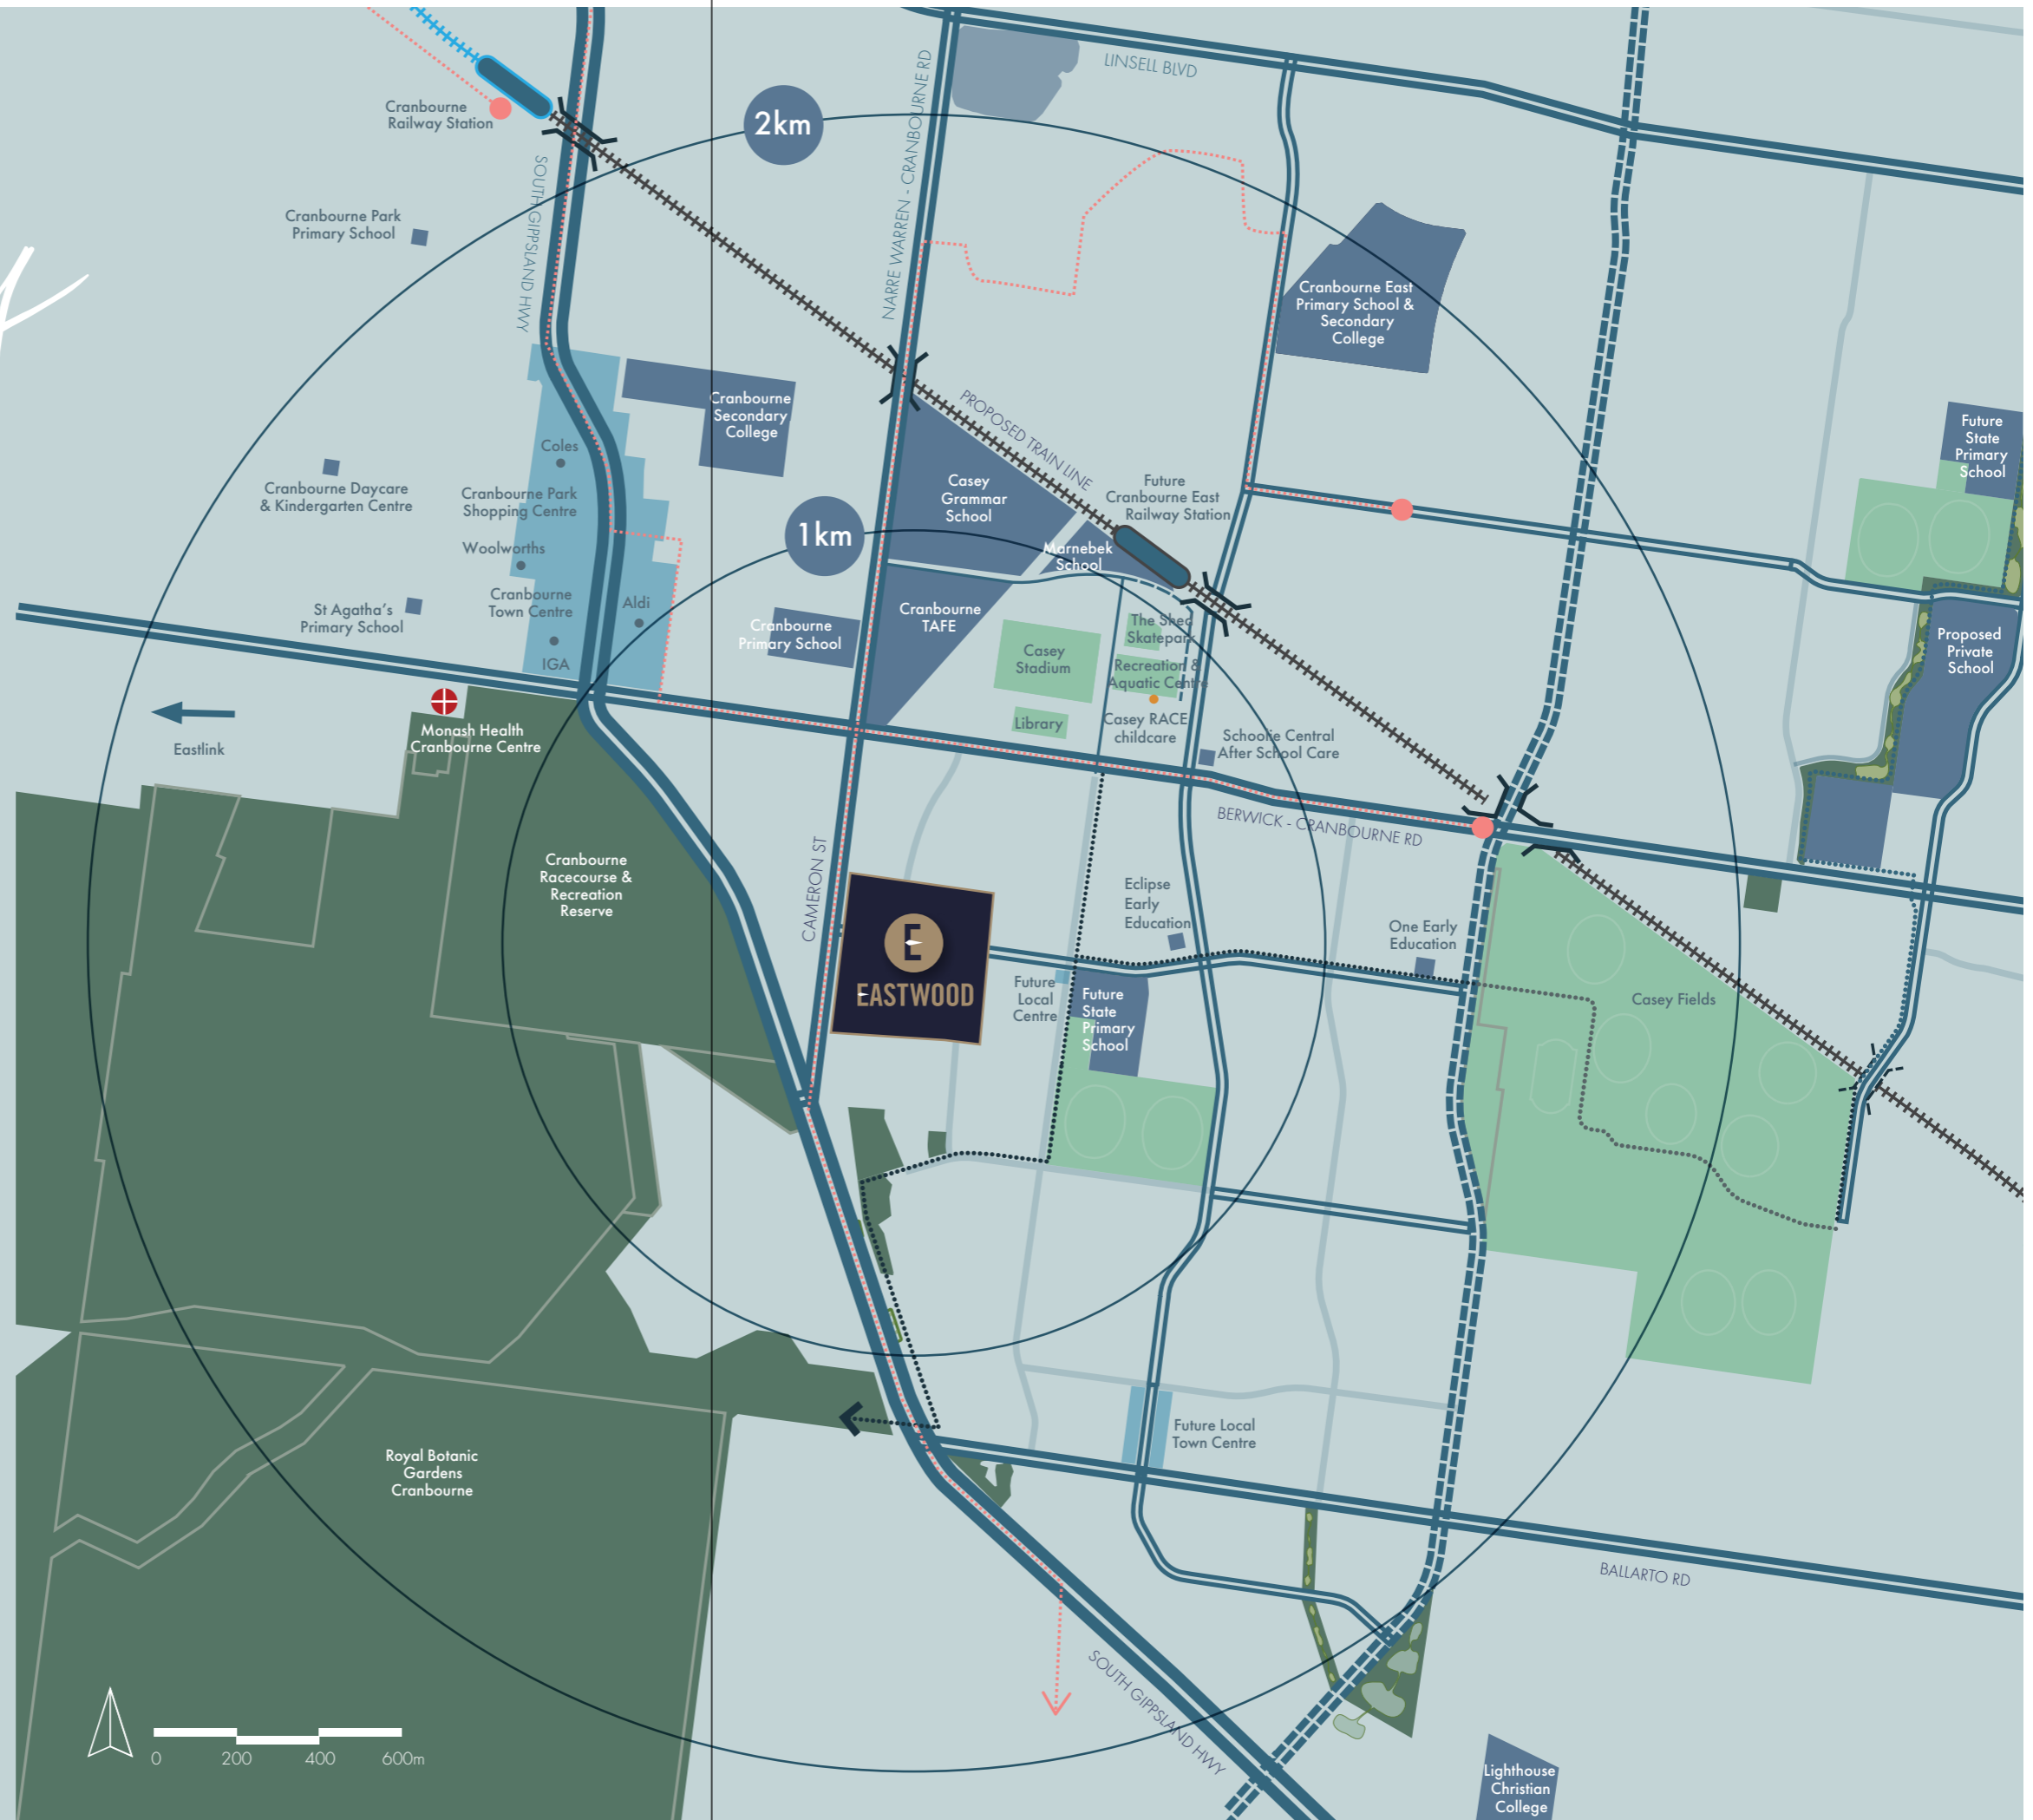 LINSELL BLVD
NARRE WARREN - CRANBOURNE RD
Cranbourne
Railway Station
2km
SOUTH GIPPSLAND HWY
Cranbourne Park
Primary School
Cranbourne East
Primary School &
Secondary
College
Cranbourne
Secondary
College
PROPOSED TRAIN LINE
Future
State
Primary
School
Coles
Cranbourne Daycare
& Kindergarten Centre
Cranbourne Park
Shopping Centre
Casey
Grammar
School
Future
Cranbourne East
Railway Station
1km
Woolworths
Marnebek
School
Cranbourne
Town Centre
Aldi
St Agatha's
Primary School
IGA
Cranbourne
Primary School
Cranbourne
TAFE
Casey
Stadium
The Shed
Skatepark
Recreation &
Aquatic Centre
Proposed
Private
School
Library
Casey RACE
childcare
Schoolie Central
After School Care
Monash Health
Cranbourne Centre
Eastlink
BERWICK - CRANBOURNE RD
CAMERON ST
Cranbourne
Racecourse &
Recreation
Reserve
E
EASTWOOD
Eclipse
Early
Education
One Early
Education
Future
Local
Centre
Future
State
Primary
School
Casey Fields
Future Local
Town Centre
Royal Botanic
Gardens
Cranbourne
BALLARTO RD
SOUTH GIPPSLAND HWY
0 200 400 600m
Lighthouse
Christian
College